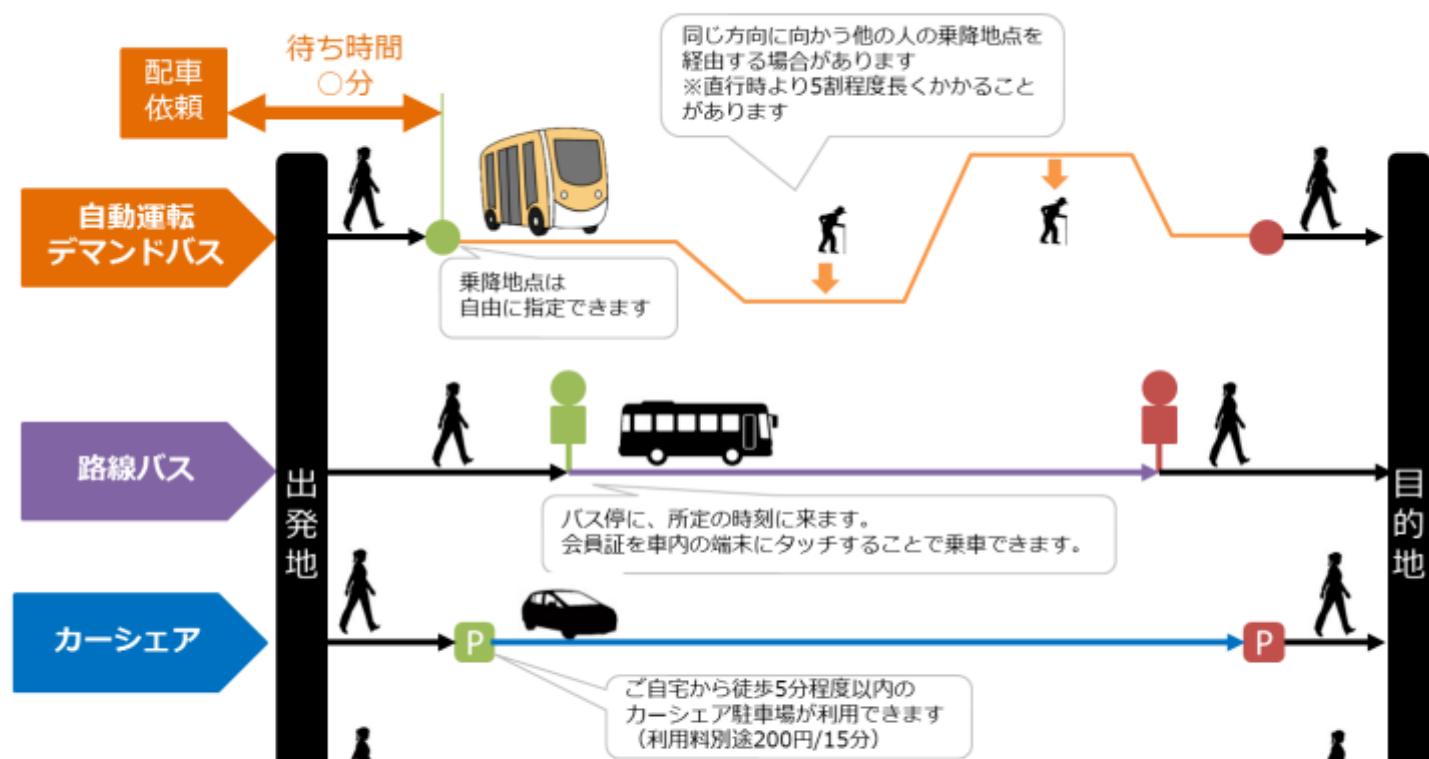 配車
依頼
待ち時間
○分
同じ方向に向かう他の人の乗降地点を
経由する場合があります
※直行時より5割程度長くかかること
があります
自動運転
デマンドバス
乗降地点は
自由に指定できます
路線バス
バス停に、所定の時刻に来ます。
会員証を車内の端末にタッチすることで乗車できます。
出発地
目的地
カーシェア
P
P
ご自宅から徒歩5分程度以内の
カーシェア駐車場が利用できます
（利用料別途200円/15分）